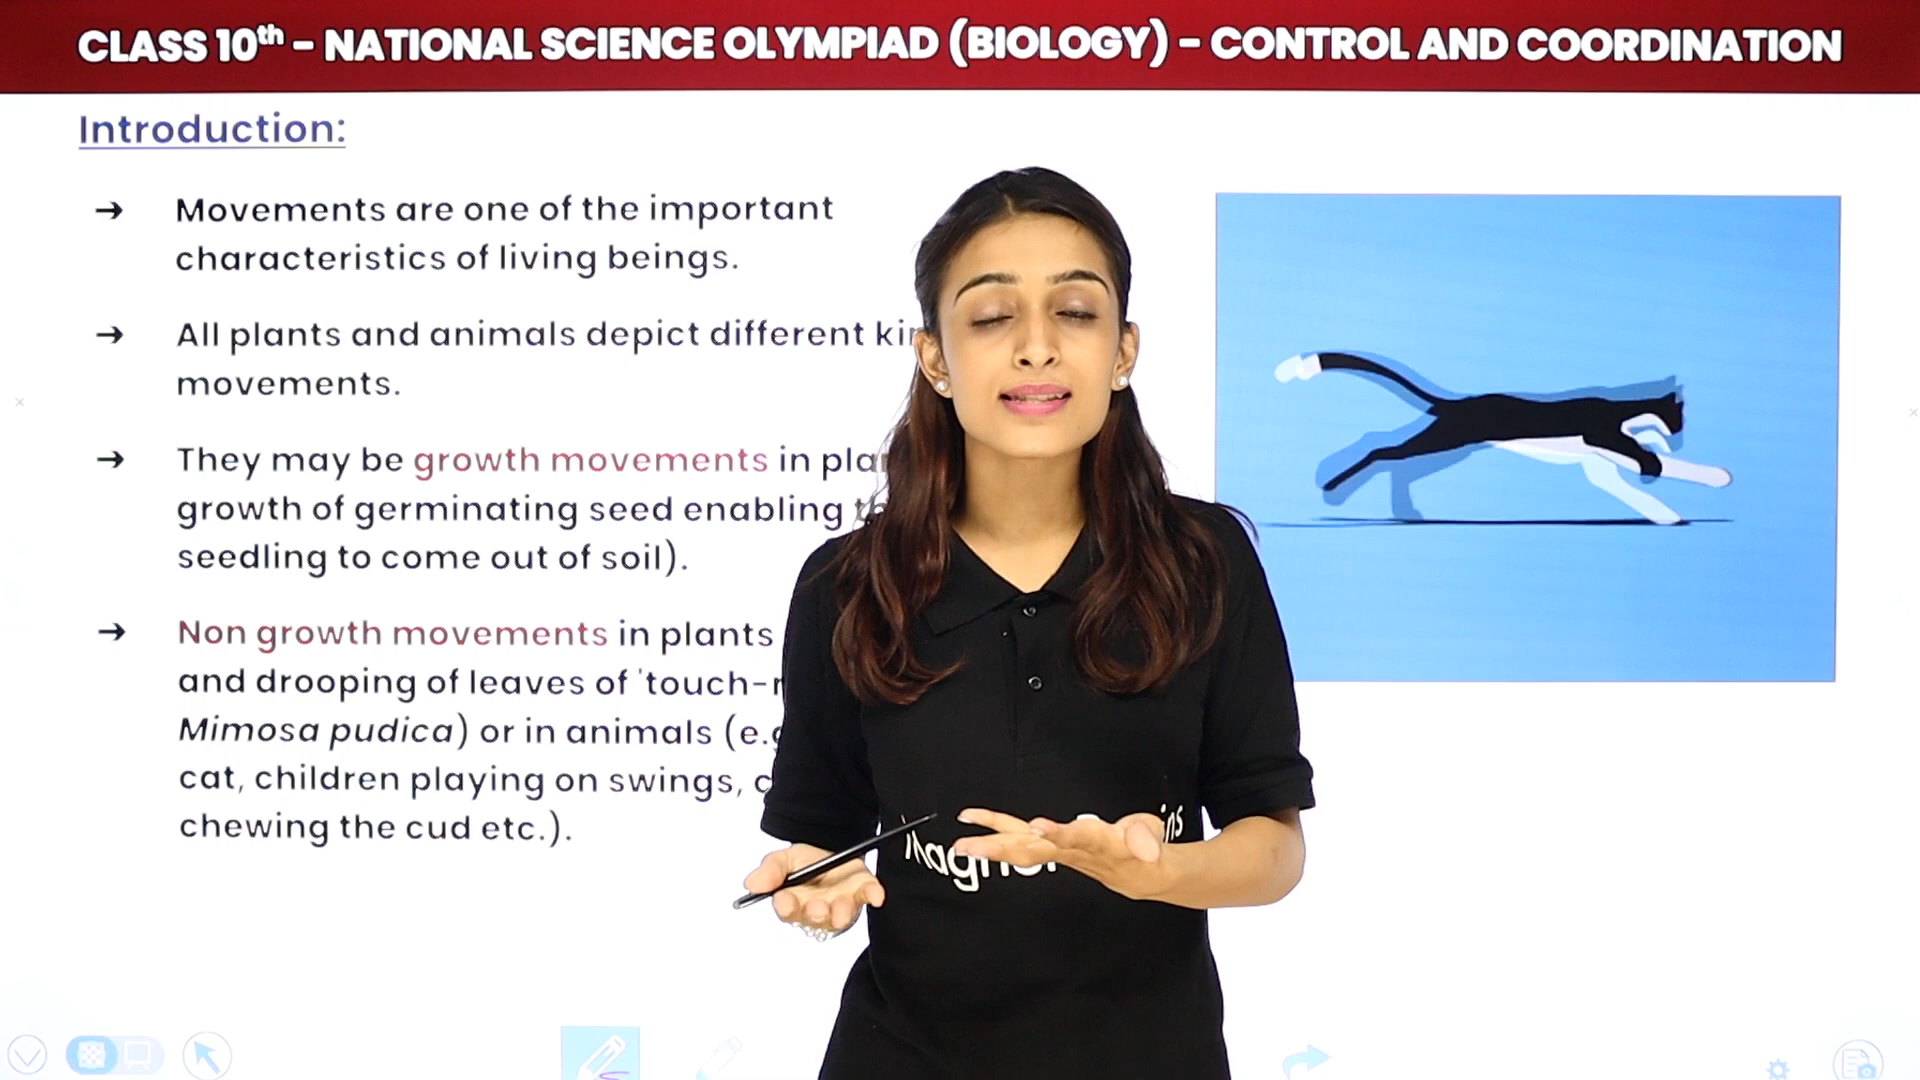 CLASS 10th - NATIONAL SCIENCE OLYMPIAD (BIOLOGY) - CONTROL AND COORDINATION
Introduction:
→ Movements are one of the important
characteristics of living beings.
→ All plants and animals depict different
movements.
→ They may be growth movements in
growth of germinating seed enabling
seedling to come out of soil).
→ Non growth movements in plants
and drooping of leaves of 'touch-
Mimosa pudica) or in animals (e.g
cat, children playing on swings,
chewing the cud etc.).